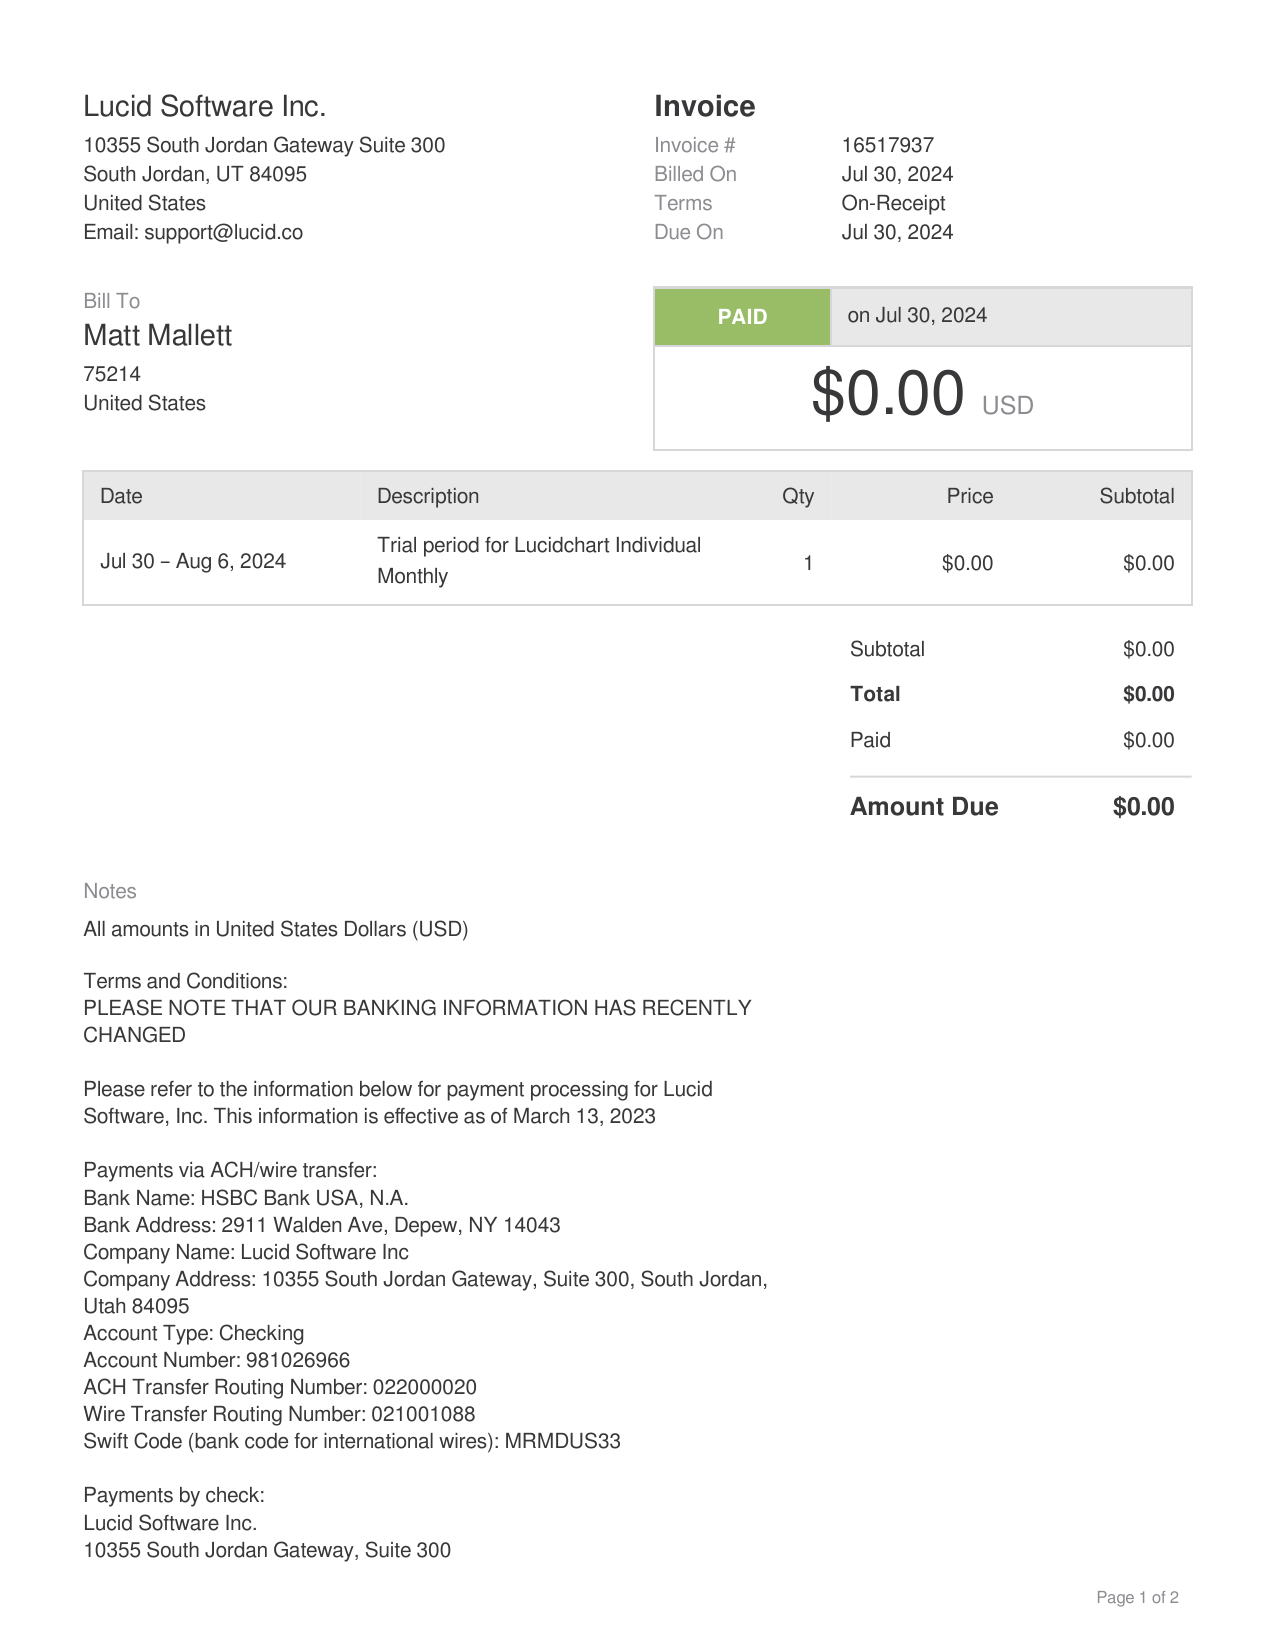 Lucid Software Inc.
10355 South Jordan Gateway Suite 300
South Jordan, UT 84095
United States
Email: support@lucid.co
Invoice
Invoice # 16517937
Billed On Jul 30, 2024
Terms On-Receipt
Due On Jul 30, 2024
Bill To
Matt Mallett
75214
United States
PAID on Jul 30, 2024
$0.00 USD
Date Description Qty Price Subtotal
Jul 30 – Aug 6, 2024 Trial period for Lucidchart Individual
Monthly 1 $0.00 $0.00
Subtotal $0.00
Total $0.00
Paid $0.00
Amount Due $0.00
Notes
All amounts in United States Dollars (USD)
Terms and Conditions:
PLEASE NOTE THAT OUR BANKING INFORMATION HAS RECENTLY
CHANGED
Please refer to the information below for payment processing for Lucid
Software, Inc. This information is effective as of March 13, 2023
Payments via ACH/wire transfer:
Bank Name: HSBC Bank USA, N.A.
Bank Address: 2911 Walden Ave, Depew, NY 14043
Company Name: Lucid Software Inc
Company Address: 10355 South Jordan Gateway, Suite 300, South Jordan,
Utah 84095
Account Type: Checking
Account Number: 981026966
ACH Transfer Routing Number: 022000020
Wire Transfer Routing Number: 021001088
Swift Code (bank code for international wires): MRMDUS33
Payments by check:
Lucid Software Inc.
10355 South Jordan Gateway, Suite 300
Page 1 of 2